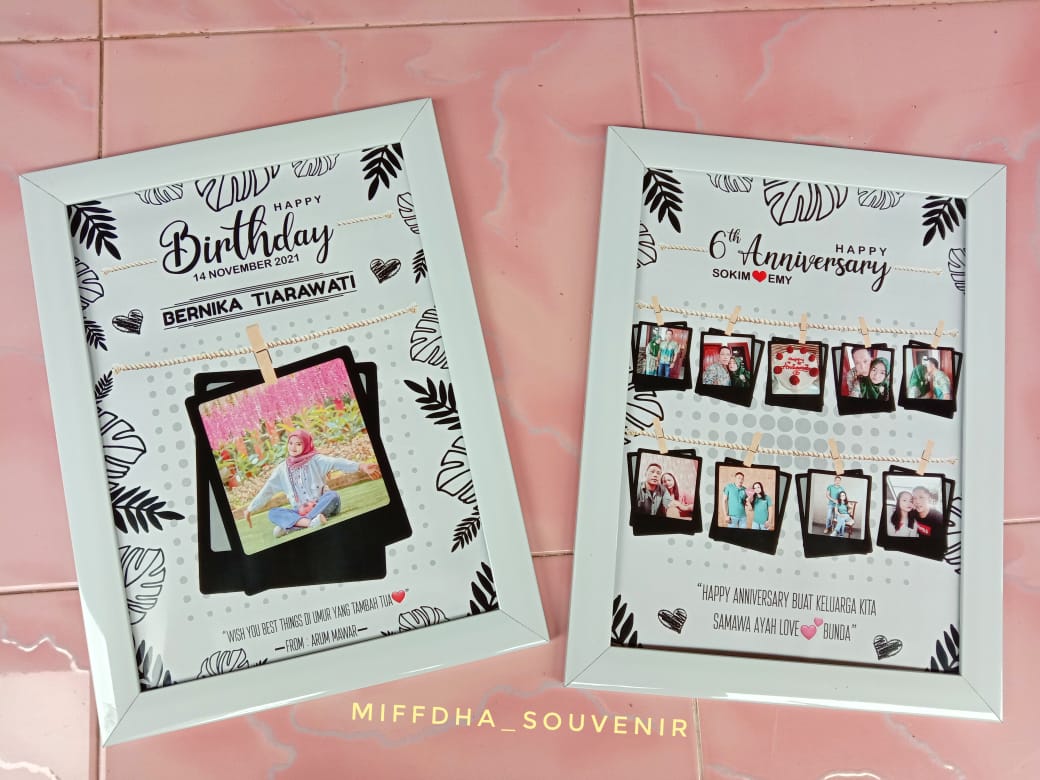 HAPPY
Birthday
14 NOVEMBER 2021
BERNIKA TIARAWATI
"WISH YOU BEST THINGS DI UMUR YANG TAMBAH TUA❤️"
—FROM : ARUM MAWAR—
HAPPY
6th Anniversary
SOKIM❤️EMY
"HAPPY ANNIVERSARY BUAT KELUARGA KITA
SAMAWA AYAH LOVE💕BUNDA"
MIFFDHA_SOUVENIR